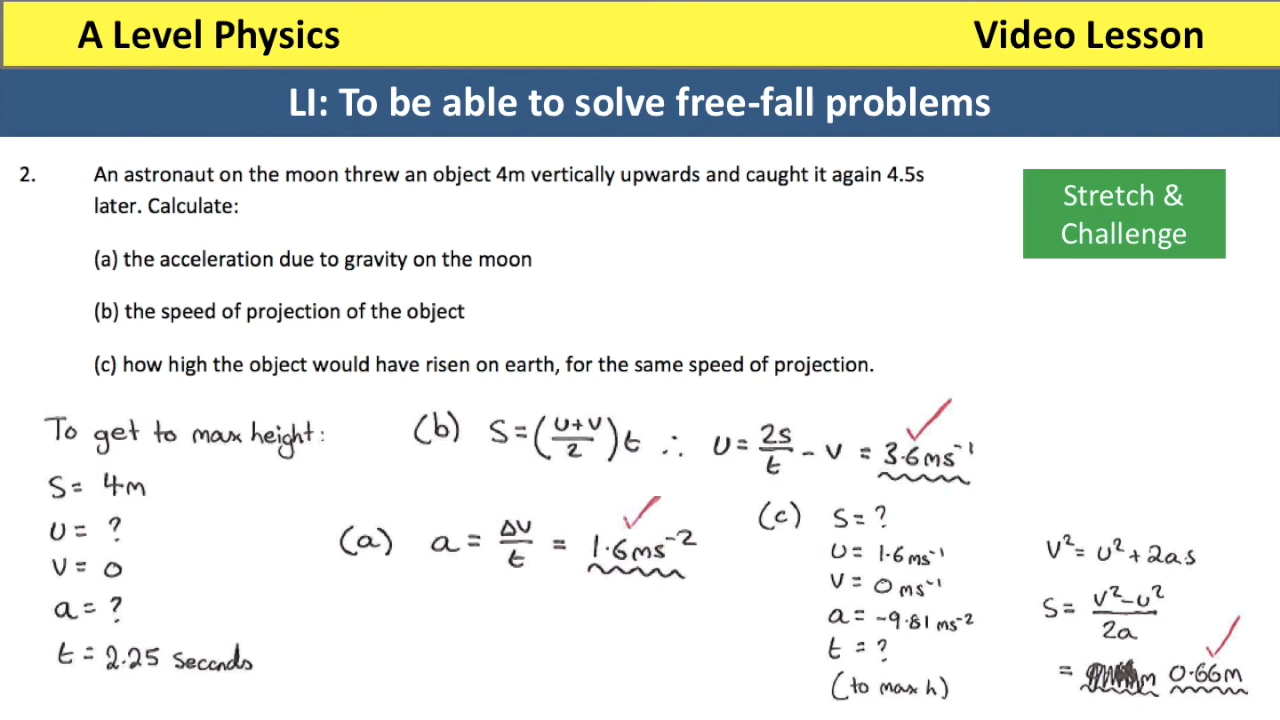 A Level Physics
Video Lesson
LI: To be able to solve free-fall problems
2. An astronaut on the moon threw an object 4m vertically upwards and caught it again 4.5s
later. Calculate:
(a) the acceleration due to gravity on the moon
(b) the speed of projection of the object
(c) how high the object would have risen on earth, for the same speed of projection.
Stretch &
Challenge
To get to max height:
S = 4m
U = ?
V = 0
a = ?
t = 2.25 seconds
(b) S = (U+V/2)t ∴ U = 2S/t - V = 3.6ms⁻¹
(a) a = ΔV/t = 1.6ms⁻²
(c) S = ?
U = 1.6ms⁻¹
V = 0 ms⁻¹
a = -9.81 ms⁻²
t = ?
(to max h)
V² = U² + 2as
S = V²-U²/2a
= m 0.66m